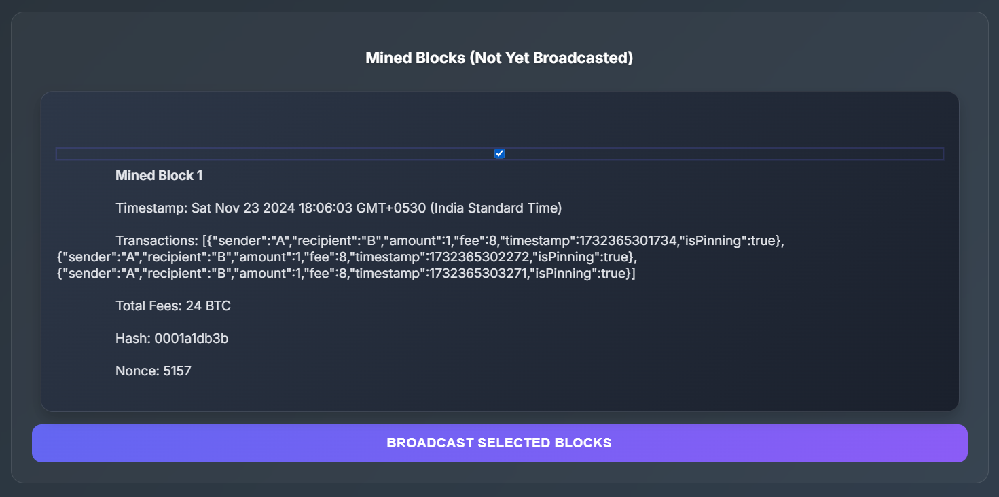 Mined Blocks (Not Yet Broadcasted)
Mined Block 1
Timestamp: Sat Nov 23 2024 18:06:03 GMT+0530 (India Standard Time)
Transactions: [{"sender":"A","recipient":"B","amount":1,"fee":8,"timestamp":1732365301734,"isPinning":true},
{"sender":"A","recipient":"B","amount":1,"fee":8,"timestamp":1732365302272,"isPinning":true},
{"sender":"A","recipient":"B","amount":1,"fee":8,"timestamp":1732365303271,"isPinning":true}]
Total Fees: 24 BTC
Hash: 0001a1db3b
Nonce: 5157
BROADCAST SELECTED BLOCKS